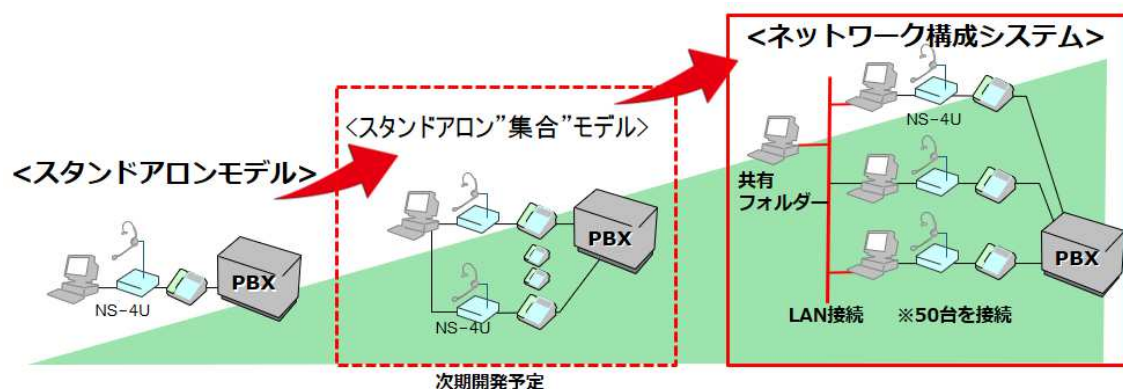 <スタンドアロンモデル>
NS-4U
PBX
<スタンドアロン”集合”モデル>
PBX
NS-4U
次期開発予定
<ネットワーク構成システム>
NS-4U
共有
フォルダー
PBX
LAN接続
※50台を接続